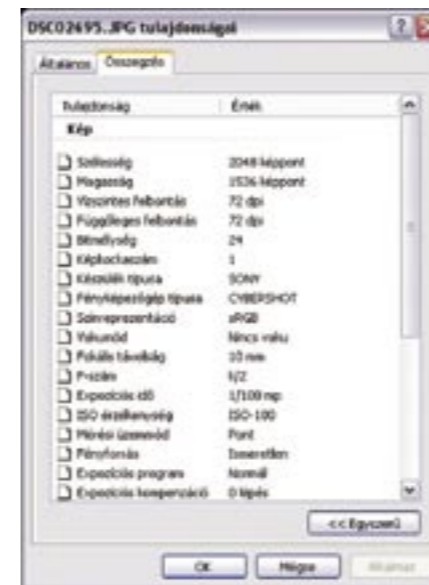 DSC02695.JPG tulajdonságai
Általános Összegzés
Tulajdonság Érték
Kép
Szélesség 2048 képpont
Magasság 1536 képpont
Vízszintes felbontás 72 dpi
Függőleges felbontás 72 dpi
Bitmélység 24
Képkockaszám 1
Készülék típusa SONY
Fényképezőgép típusa CYBERSHOT
Színreprezentáció sRGB
Vakumód Nincs vaku
Fokális távolság 10 mm
F-szám f/2
Expozíciós idő 1/100 mp
ISO érzékenység ISO-100
Mérési üzemmód Pont
Fényforrás Ismeretlen
Expozíciós program Normál
Expozíciós kompenzáció 0 lépés
<< Egyszerű
OK Mégse Alkalmaz